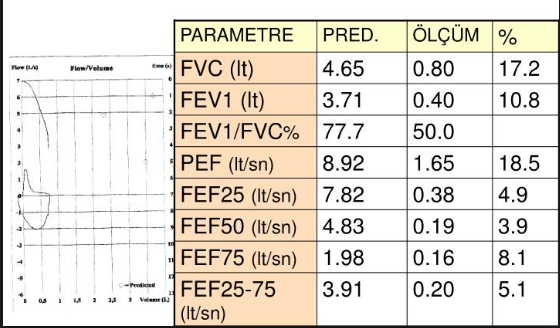 Flow (L/s) Flow/Volume time (s)
7
6
5
4
3
2
1
0
-1
-2
-3
-4
-5
-6
0 0,5 1 1.5 2 2.5 3 Volume (L)
-Predicted
PARAMETRE PRED. ÖLÇÜM %
FVC (lt) 4.65 0.80 17.2
FEV1 (lt) 3.71 0.40 10.8
FEV1/FVC% 77.7 50.0
PEF (lt/sn) 8.92 1.65 18.5
FEF25 (lt/sn) 7.82 0.38 4.9
FEF50 (lt/sn) 4.83 0.19 3.9
FEF75 (lt/sn) 1.98 0.16 8.1
FEF25-75 3.91 0.20 5.1
(lt/sn)